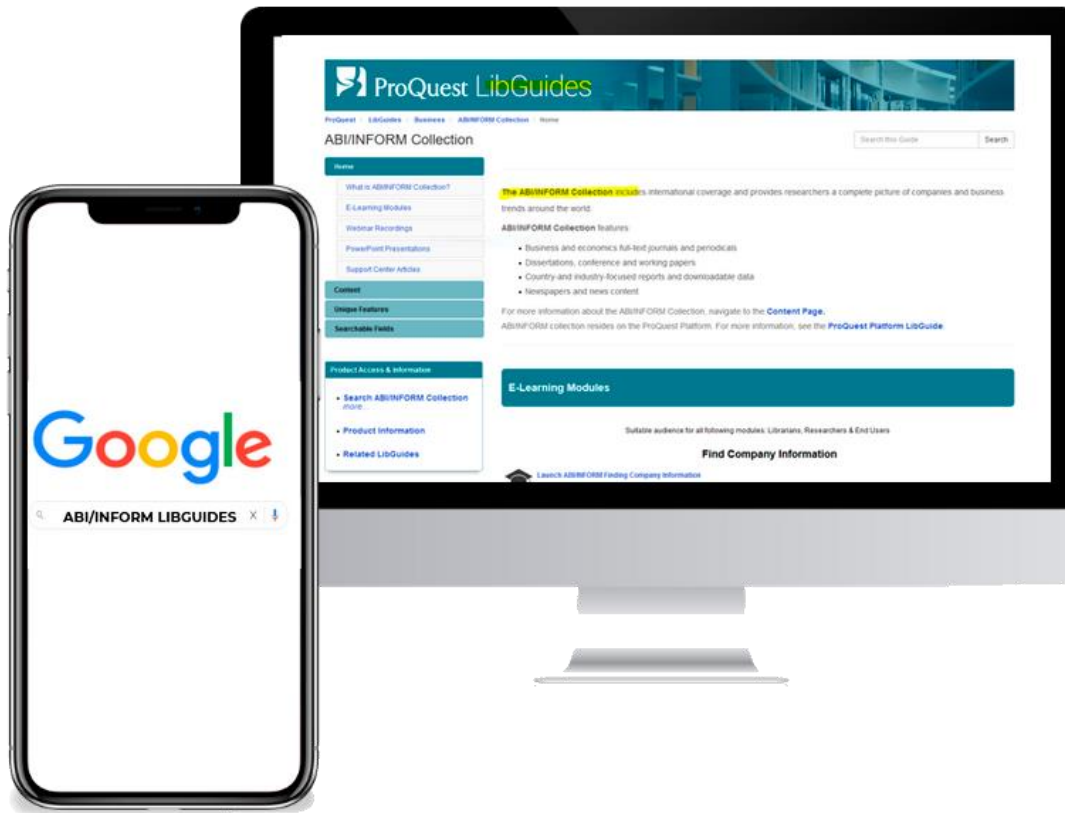 ProQuest LibGuides
ProQuest LibGuides Business ABI/INFORM Collection Home
ABI/INFORM Collection
Search this Guide
Search
Home
What is ABI/INFORM Collection?
E-Learning Modules
Webinar Recordings
PowerPoint Presentations
Support Center Articles
Content
Unique Features
Searchable Fields
Product Access & Information
• Search ABI/INFORM Collection
more...
• Product Information
• Related LibGuides
The ABI/INFORM Collection includes international coverage and provides researchers a complete picture of companies and business
trends around the world.
ABI/INFORM Collection features:
• Business and economics full-text journals and periodicals
• Dissertations, conference and working papers
• Country-and industry-focused reports and downloadable data
• Newspapers and news content
For more information about the ABI/INFORM Collection, navigate to the Content Page.
ABI/INFORM collection resides on the ProQuest Platform. For more information, see the ProQuest Platform LibGuide
E-Learning Modules
Suitable audience for all following modules: Librarians, Researchers & End Users
Find Company Information
Launch ABI/INFORM Finding Company Information
Google
ABI/INFORM LIBGUIDES X